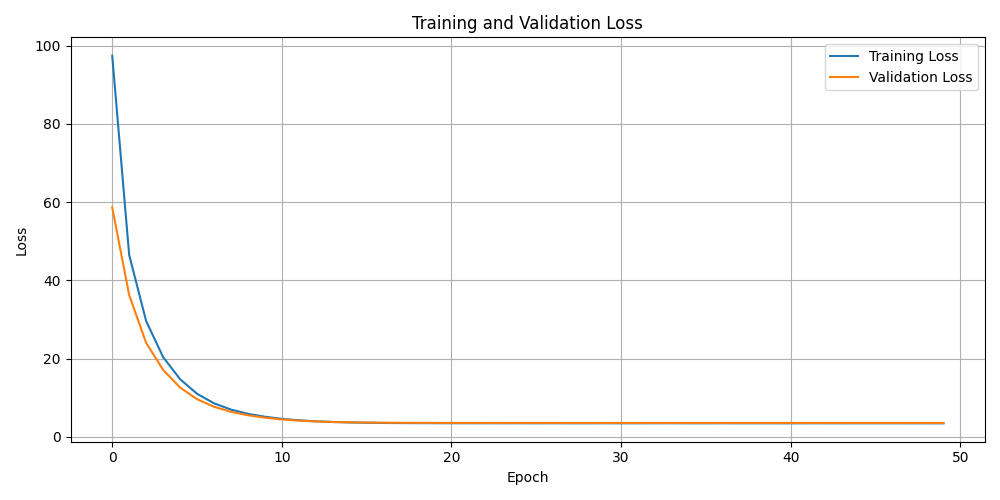 Training and Validation Loss
Training Loss
Validation Loss
100
80
60
40
20
0
Loss
0 10 20 30 40 50
Epoch